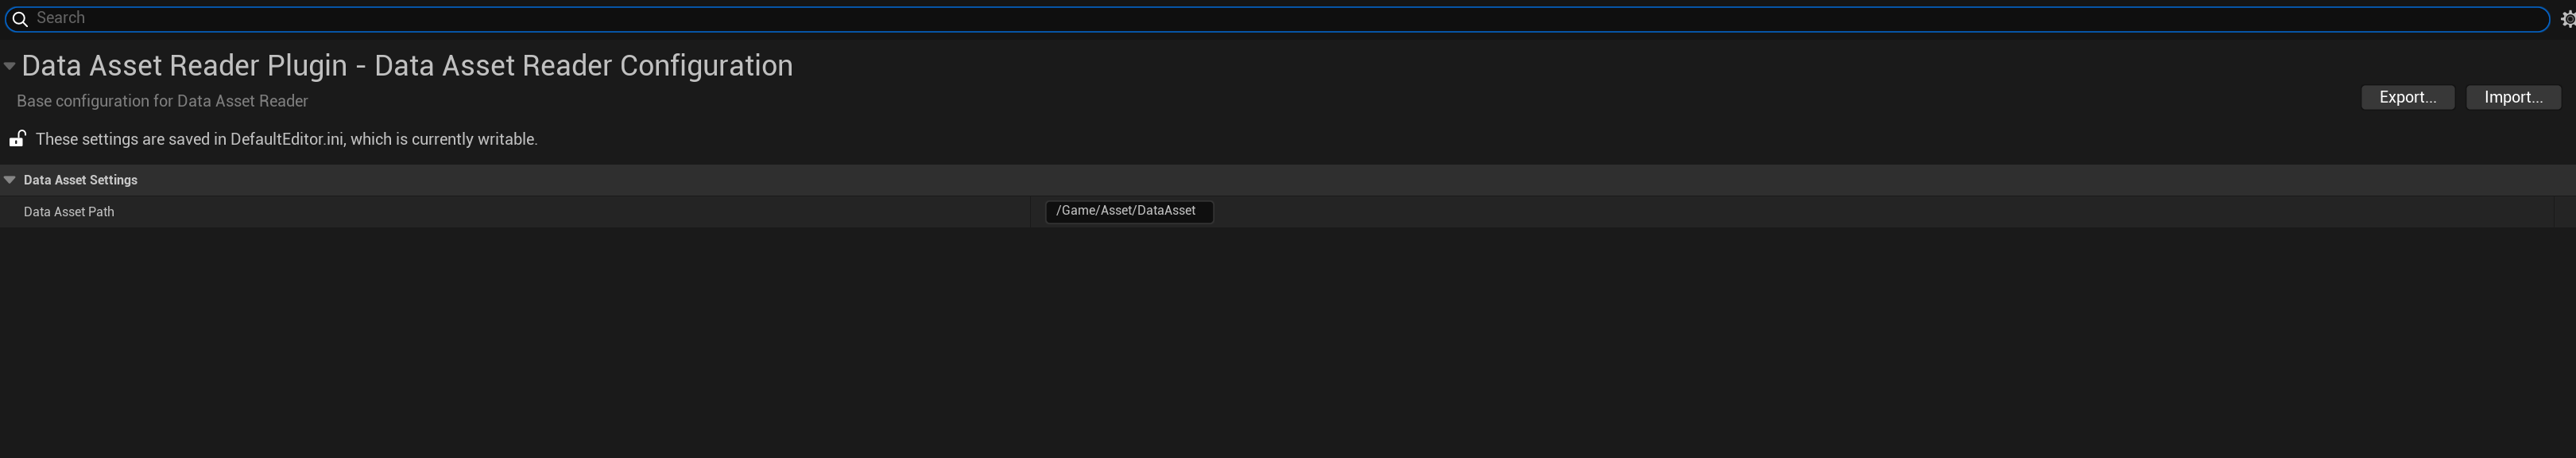 Search
Data Asset Reader Plugin - Data Asset Reader Configuration
Base configuration for Data Asset Reader
Export...
Import...
These settings are saved in DefaultEditor.ini, which is currently writable.
Data Asset Settings
Data Asset Path
/Game/Asset/DataAsset